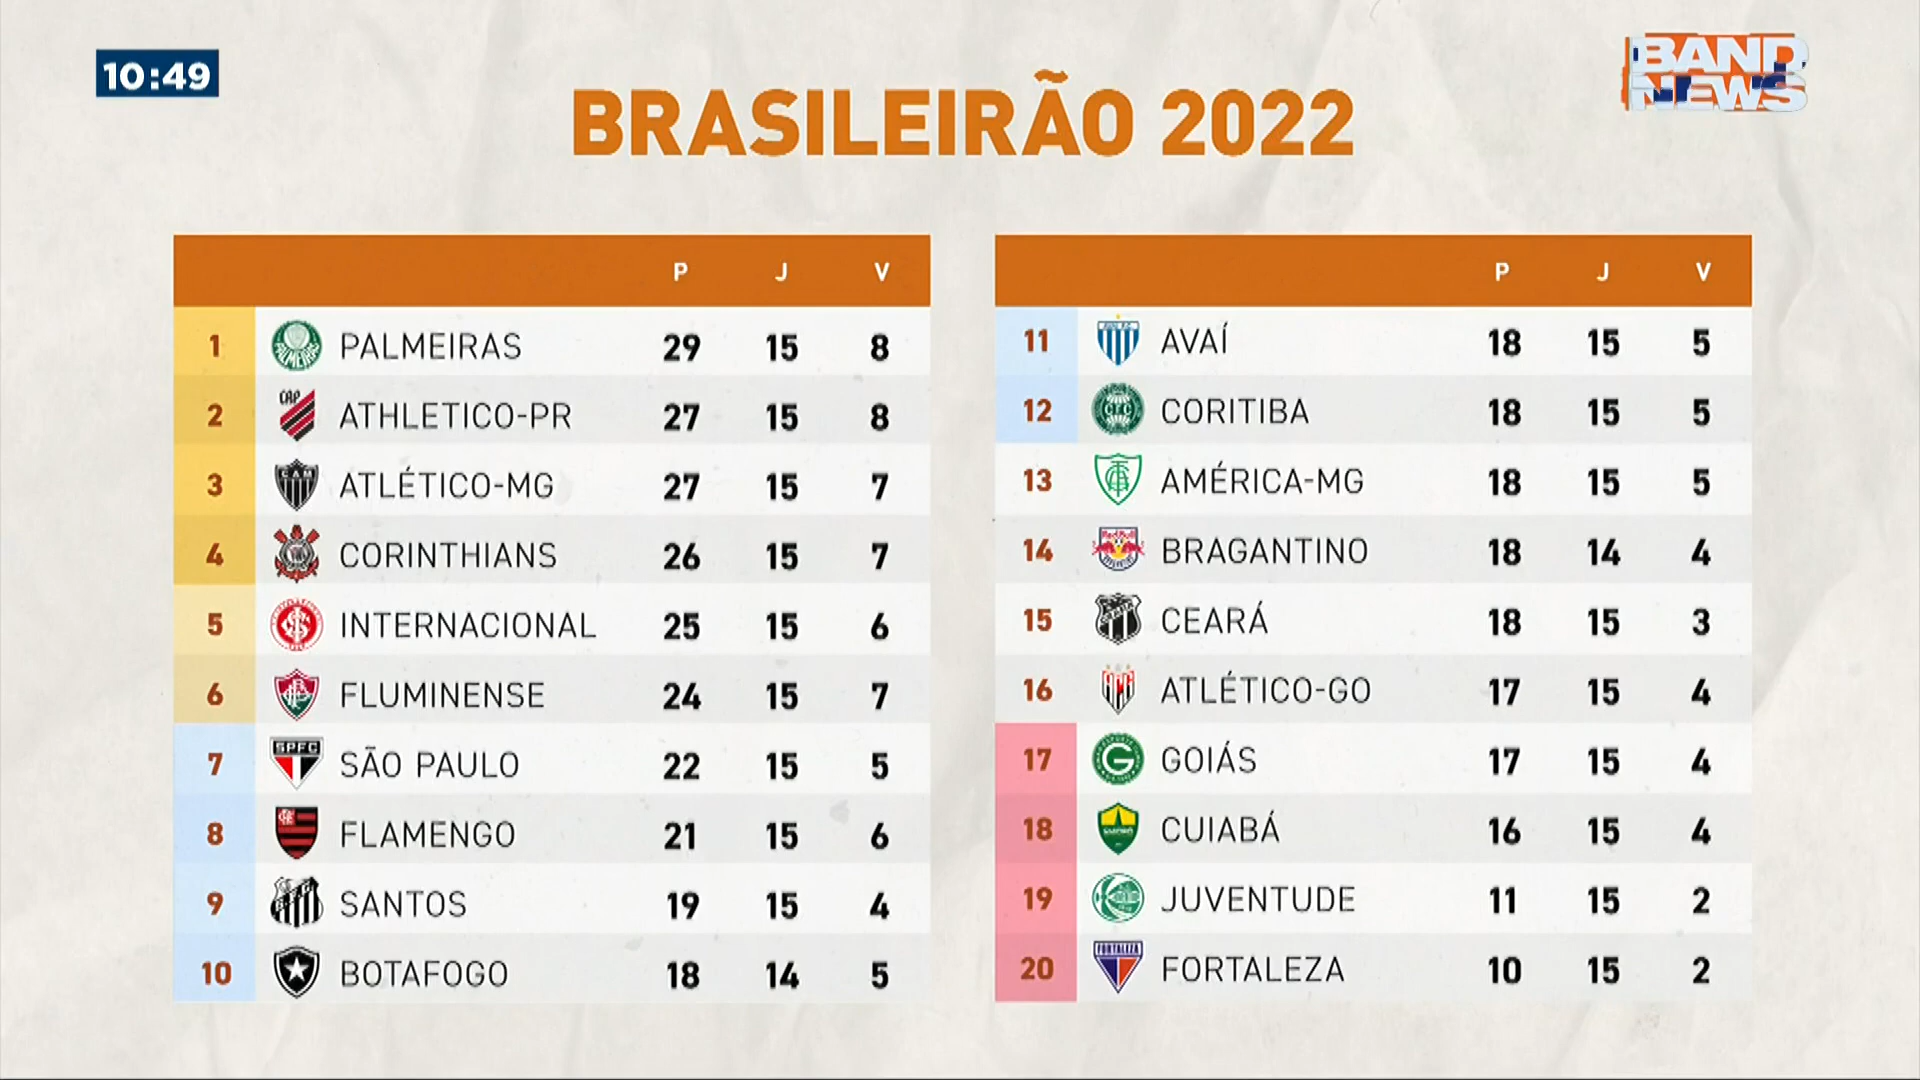 10:49
BAND
NEWS
BRASILEIRÃO 2022
P J V
1 PALMEIRAS 29 15 8
2 ATHLETICO-PR 27 15 8
3 ATLÉTICO-MG 27 15 7
4 CORINTHIANS 26 15 7
5 INTERNACIONAL 25 15 6
6 FLUMINENSE 24 15 7
7 SÃO PAULO 22 15 5
8 FLAMENGO 21 15 6
9 SANTOS 19 15 4
10 BOTAFOGO 18 14 5
P J V
11 AVAÍ 18 15 5
12 CORITIBA 18 15 5
13 AMÉRICA-MG 18 15 5
14 BRAGANTINO 18 14 4
15 CEARÁ 18 15 3
16 ATLÉTICO-GO 17 15 4
17 GOIÁS 17 15 4
18 CUIABÁ 16 15 4
19 JUVENTUDE 11 15 2
20 FORTALEZA 10 15 2